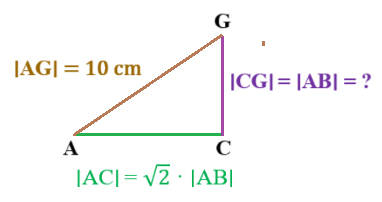 G
|AG| = 10 cm
|CG| = |AB| = ?
A
C
|AC| = √2 · |AB|